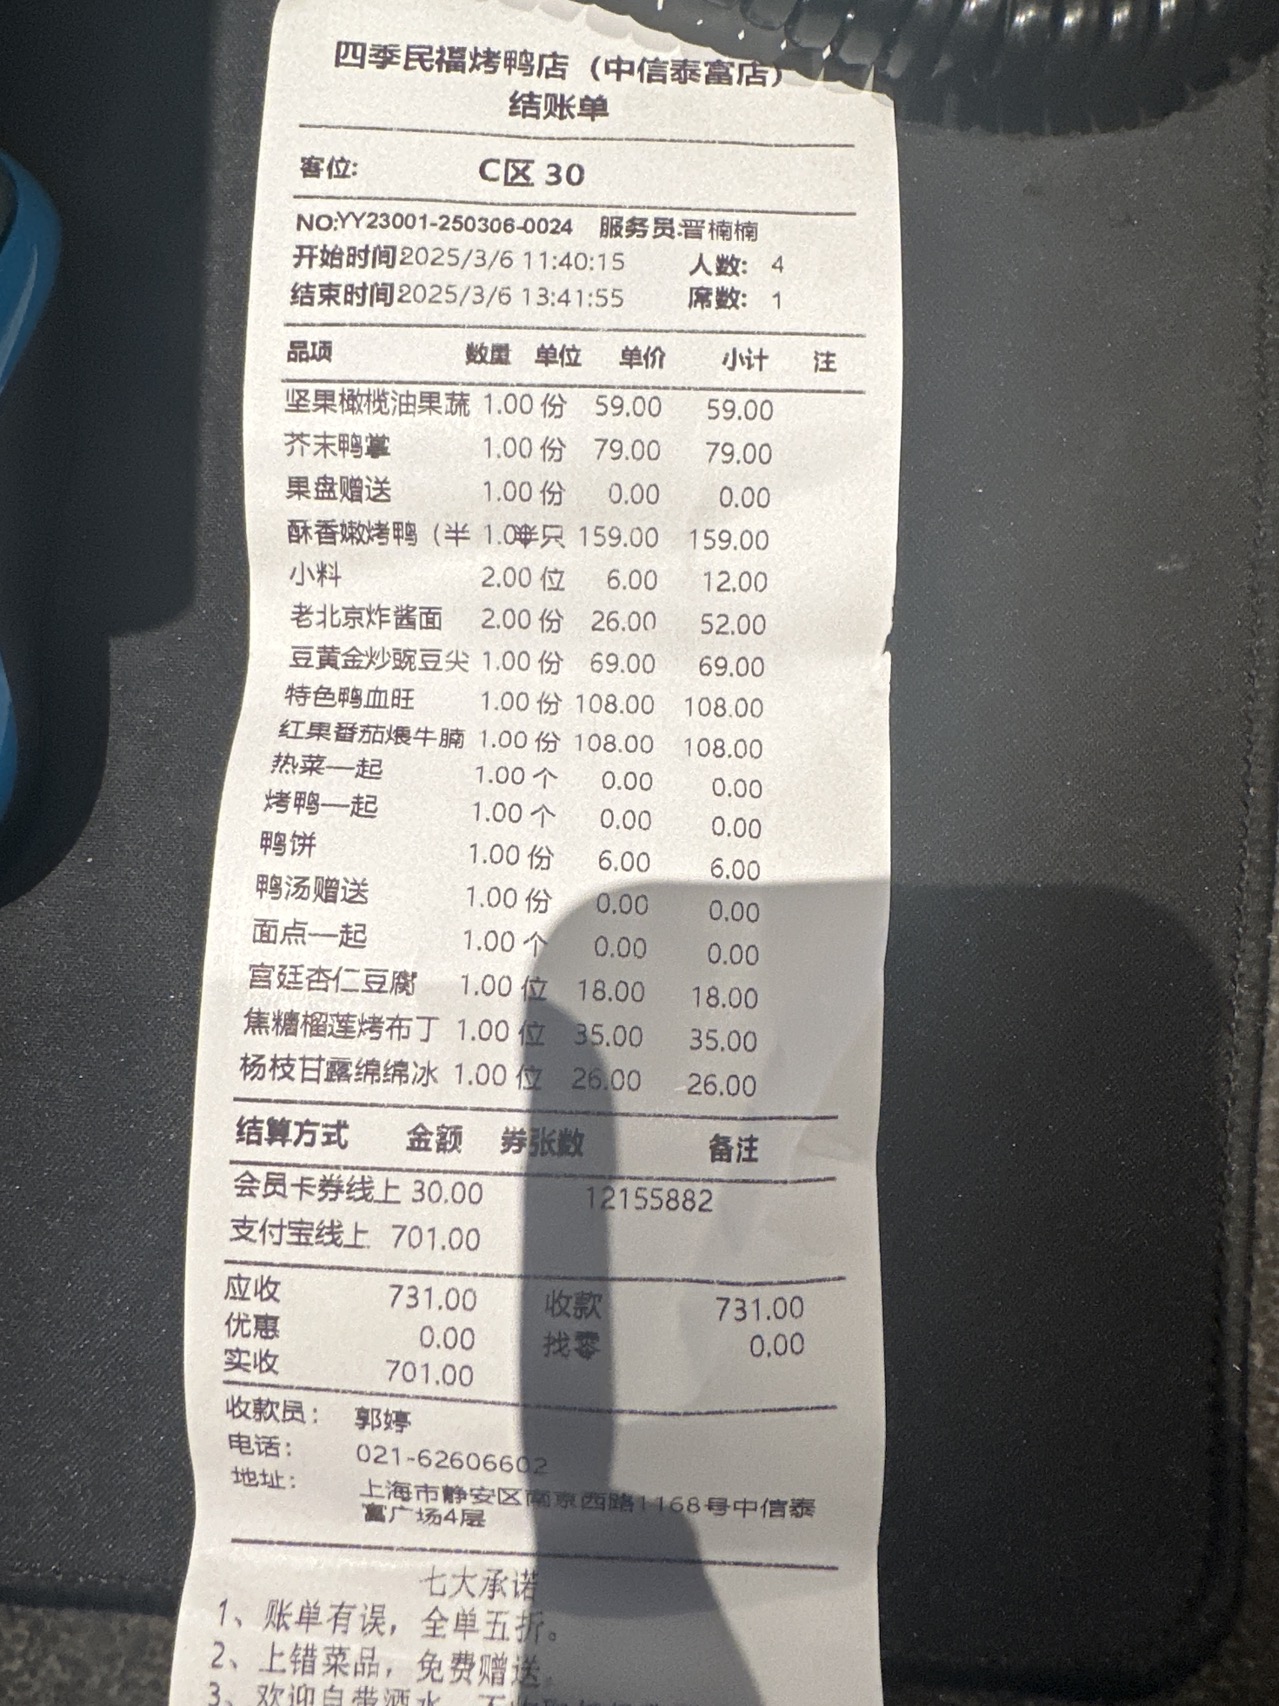 四季民福烤鸭店（中信泰富店）
结账单
客位: C区 30
NO:YY23001-250306-0024 服务员:晋楠楠
开始时间2025/3/6 11:40:15 人数: 4
结束时间2025/3/6 13:41:55 席数: 1
品项 数量 单位 单价 小计 注
坚果橄榄油果蔬 1.00 份 59.00 59.00
芥末鸭掌 1.00 份 79.00 79.00
果盘赠送 1.00 份 0.00 0.00
酥香嫩烤鸭（半 1.00半只 159.00 159.00
小料 2.00 位 6.00 12.00
老北京炸酱面 2.00 份 26.00 52.00
豆黄金炒豌豆尖 1.00 份 69.00 69.00
特色鸭血旺 1.00 份 108.00 108.00
红果番茄煨牛腩 1.00 份 108.00 108.00
热菜一起 1.00 个 0.00 0.00
烤鸭一起 1.00 个 0.00 0.00
鸭饼 1.00 份 6.00 6.00
鸭汤赠送 1.00 份 0.00 0.00
面点一起 1.00 个 0.00 0.00
宫廷杏仁豆腐 1.00 位 18.00 18.00
焦糖榴莲烤布丁 1.00 位 35.00 35.00
杨枝甘露绵绵冰 1.00 位 26.00 26.00
结算方式 金额 券张数 备注
会员卡券线上 30.00 12155882
支付宝线上 701.00
应收 731.00 收款 731.00
优惠 0.00 找零 0.00
实收 701.00
收款员: 郭婷
电话: 021-62606602
地址: 上海市静安区南京西路1168号中信泰
富广场4层
七大承诺
1、账单有误，全单五折。
2、上错菜品，免费赠送。
3、欢迎自带酒水，不收